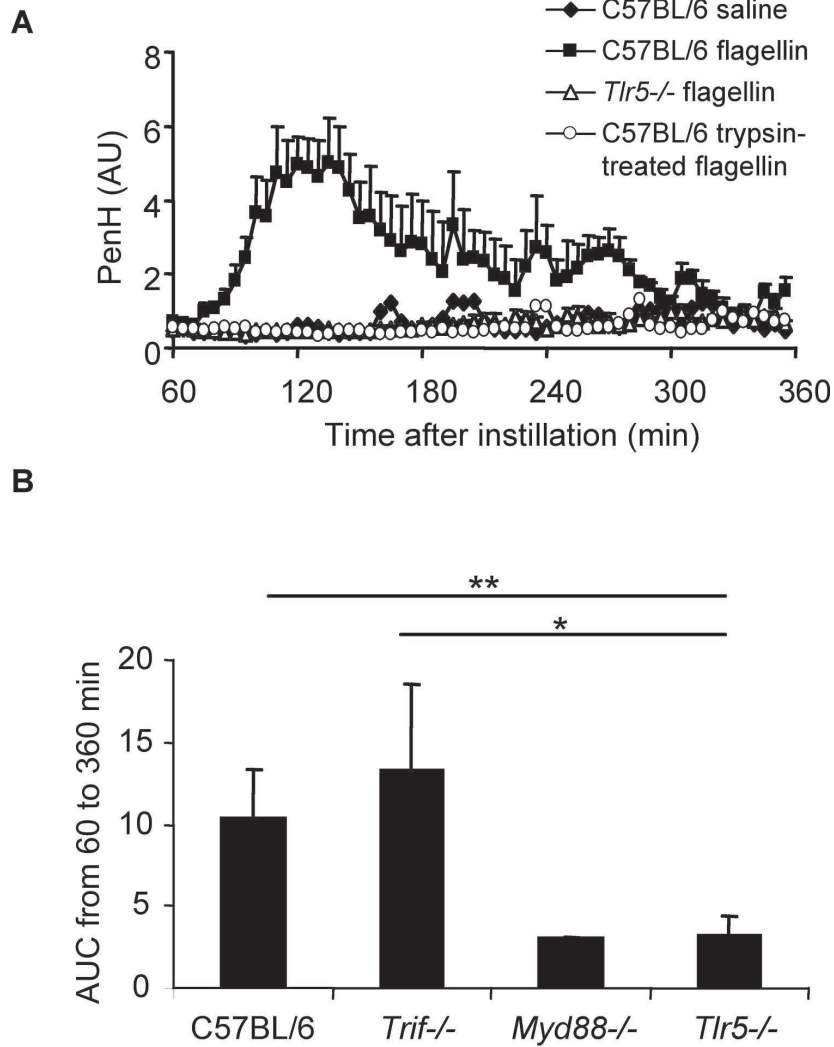 A
C57BL/6 saline
C57BL/6 flagellin
Tlr5-/- flagellin
C57BL/6 trypsin-
treated flagellin
PenH (AU)
8
6
4
2
0
60 120 180 240 300 360
Time after instillation (min)
B
**
*
AUC from 60 to 360 min
20
15
10
5
0
C57BL/6 Trif-/- Myd88-/- Tlr5-/-